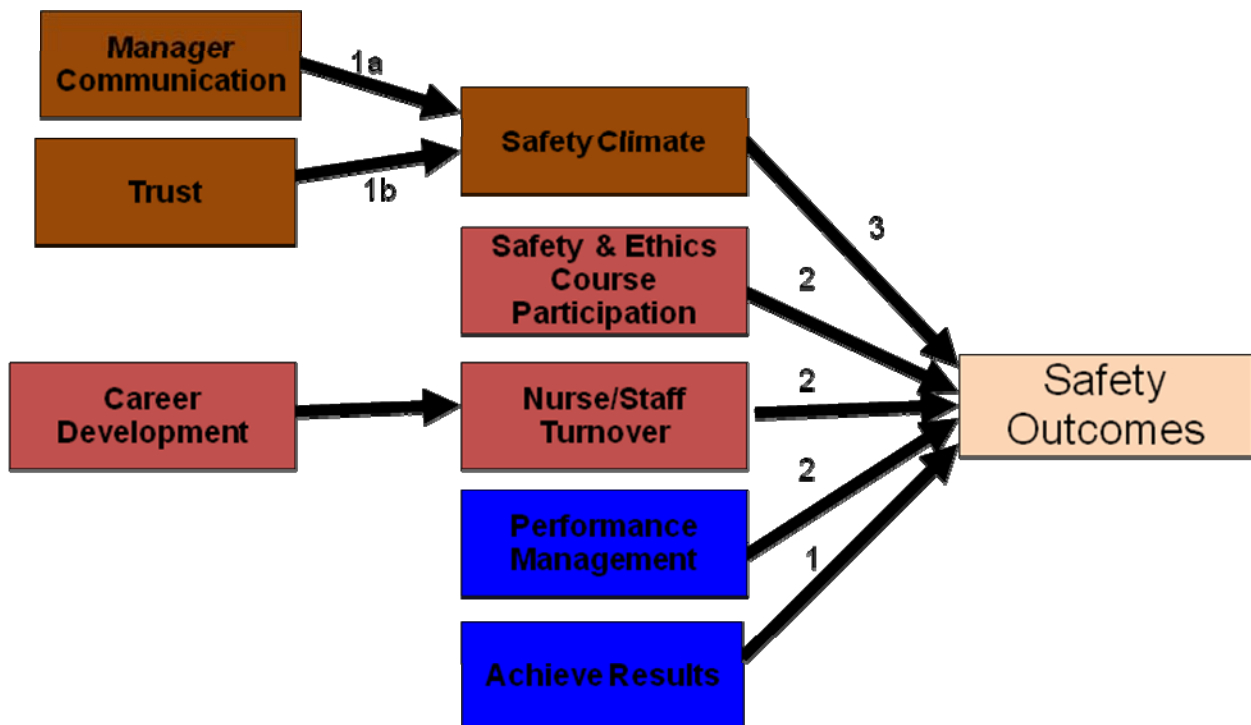 Manager
Communication
1a
Safety Climate
Trust
1b
3
Safety & Ethics
Course
Participation
2
Career
Development
Nurse/Staff
Turnover
2
Safety
Outcomes
2
Performance
Management
1
Achieve Results